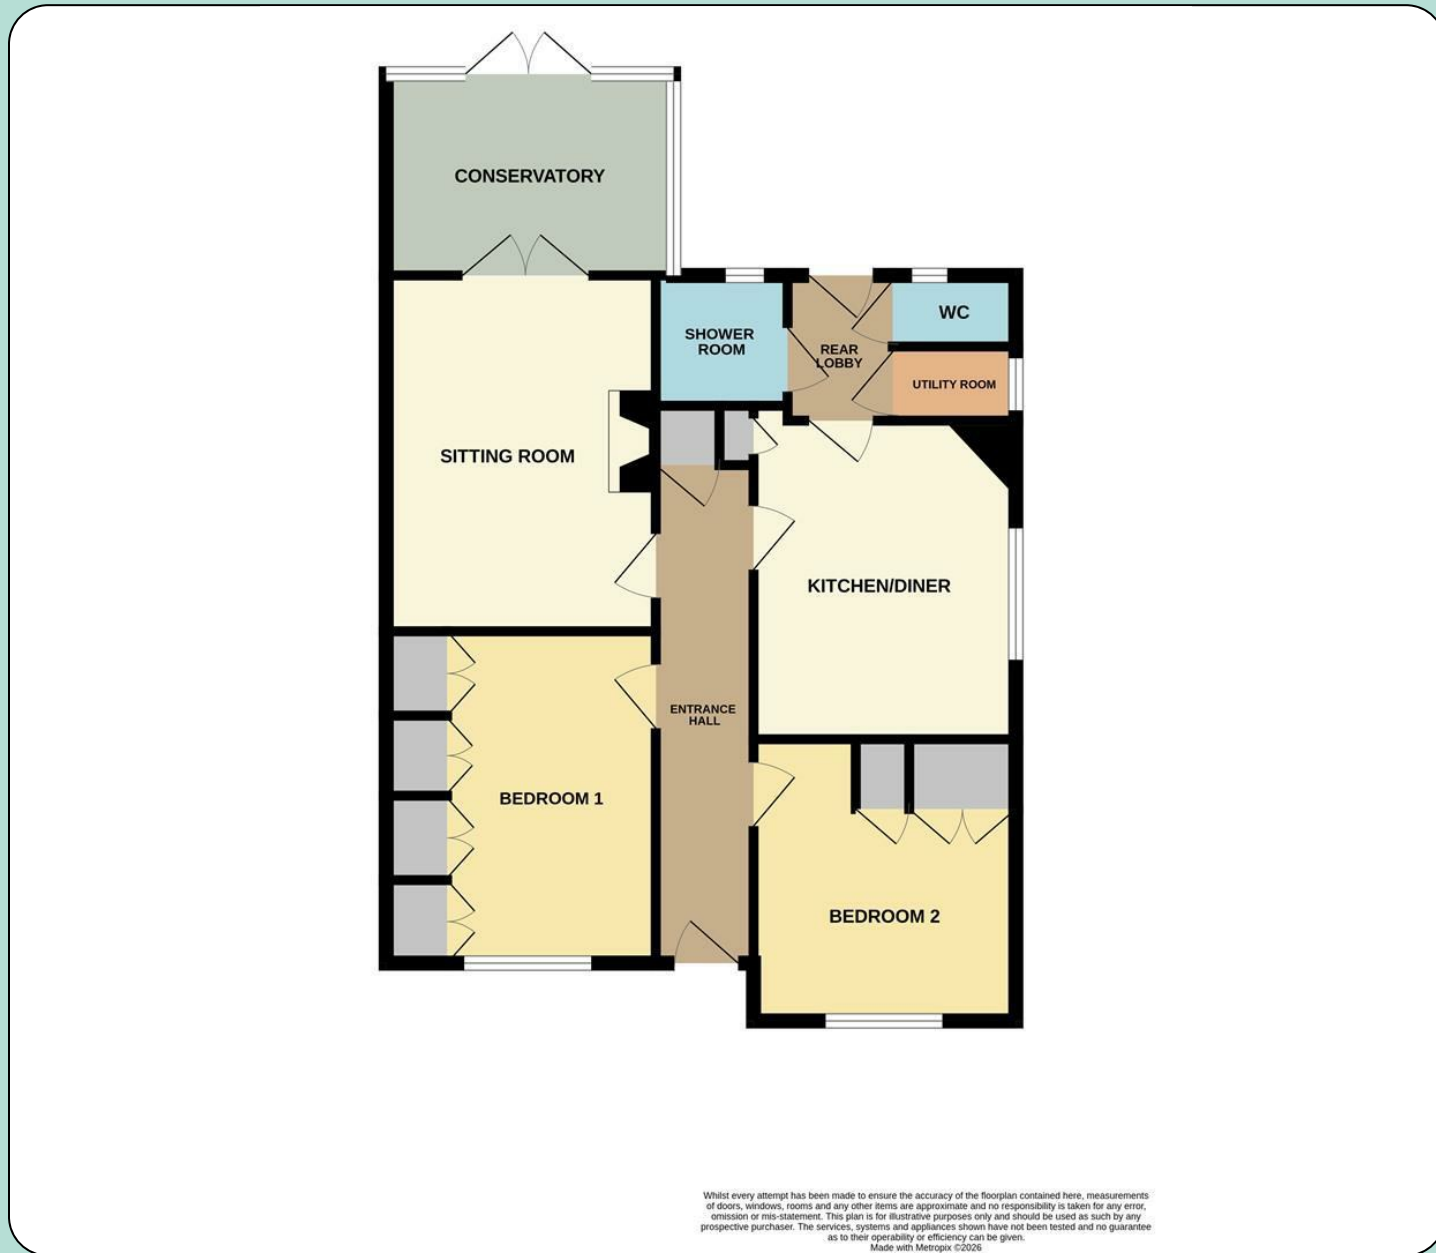 CONSERVATORY
SHOWER
ROOM
REAR
LOBBY
WC
UTILITY ROOM
SITTING ROOM
KITCHEN/DINER
ENTRANCE
HALL
BEDROOM 1
BEDROOM 2
Whilst every attempt has been made to ensure the accuracy of the floorplan contained here, measurements
of doors, windows, rooms and any other items are approximate and no responsibility is taken for any error,
omission or mis-statement. This plan is for illustrative purposes only and should be used as such by any
prospective purchaser. The services, systems and appliances shown have not been tested and no guarantee
as to their operability or efficiency can be given.
Made with Metropix ©2026